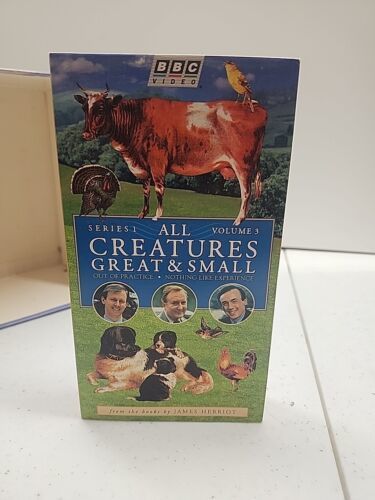 BBC
VIDEO
SERIES 1 ALL VOLUME 3
CREATURES
GREAT & SMALL
OUT OF PRACTICE • NOTHING LIKE EXPERIENCE
from the books by JAMES HERRIOT